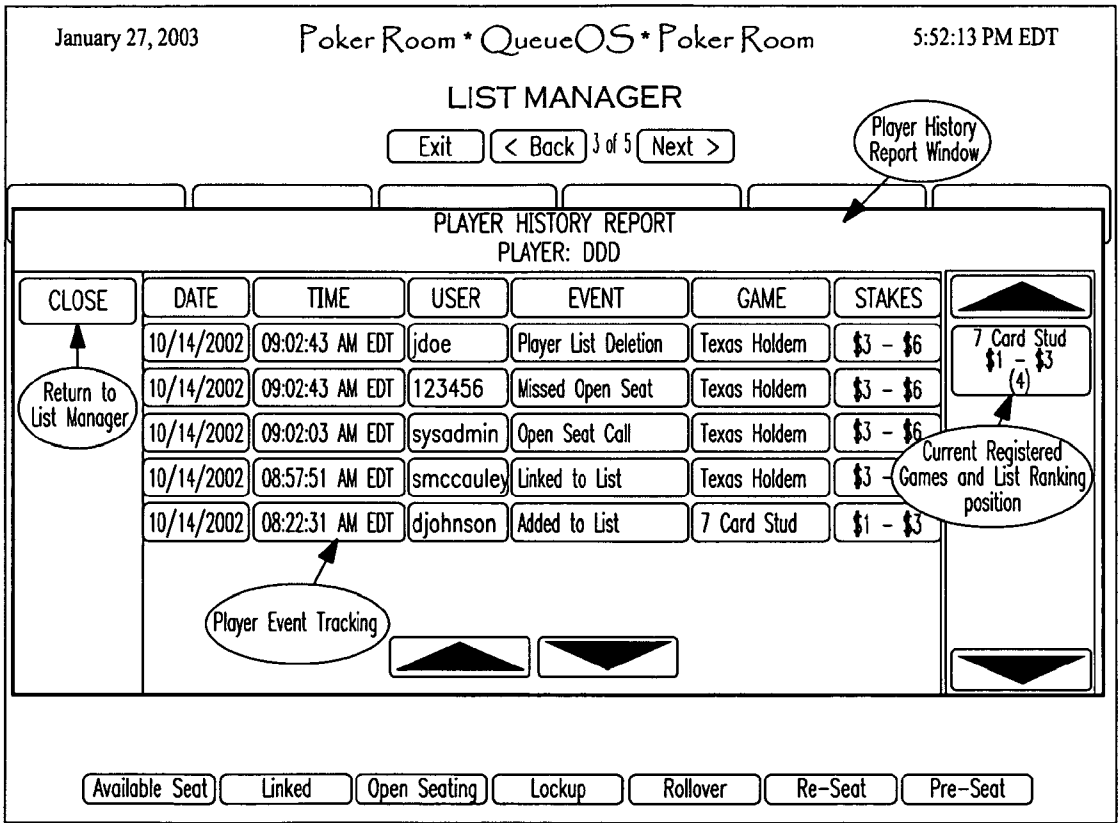 January 27, 2003 Poker Room * QueueOS * Poker Room 5:52:13 PM EDT
LIST MANAGER
Exit < Back 3 of 5 Next >
Player History
Report Window
PLAYER HISTORY REPORT
PLAYER: DDD
CLOSE DATE TIME USER EVENT GAME STAKES
10/14/2002 09:02:43 AM EDT jdoe Player List Deletion Texas Holdem $3 - $6
7 Card Stud
$1 - $3
(4)
10/14/2002 09:02:43 AM EDT 123456 Missed Open Seat Texas Holdem $3 - $6
Return to
List Manager
10/14/2002 09:02:03 AM EDT sysadmin Open Seat Call Texas Holdem $3 - $6
10/14/2002 08:57:51 AM EDT smccauley Linked to List Texas Holdem $3 -
Current Registered
Games and List Ranking
position
10/14/2002 08:22:31 AM EDT djohnson Added to List 7 Card Stud $1 - $3
Player Event Tracking
Available Seat Linked Open Seating Lockup Rollover Re-Seat Pre-Seat